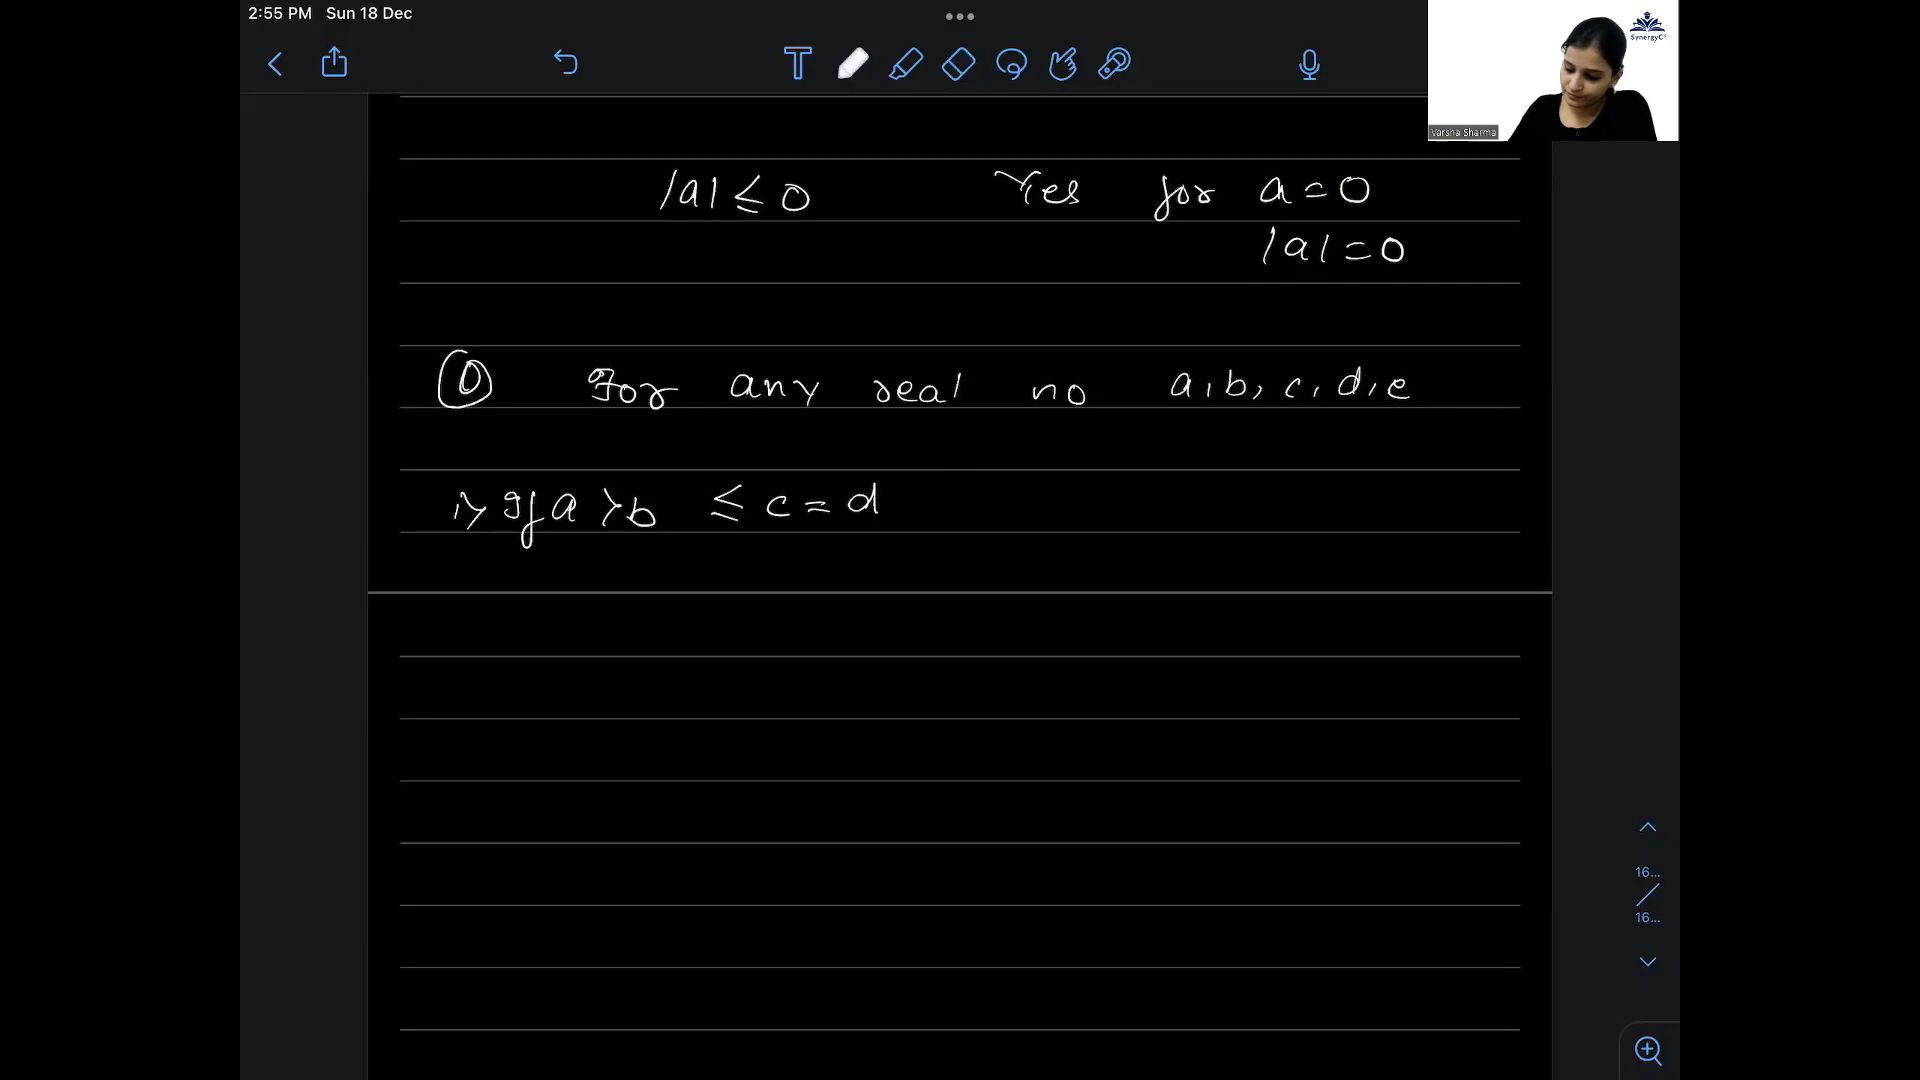 2:55 PM Sun 18 Dec
SynergyC²
Varsha Sharma
|a| ≤ 0 Yes for a = 0
|a| = 0
For any real no a, b, c, d, e
i> If a > b ≤ c = d
16...
16...